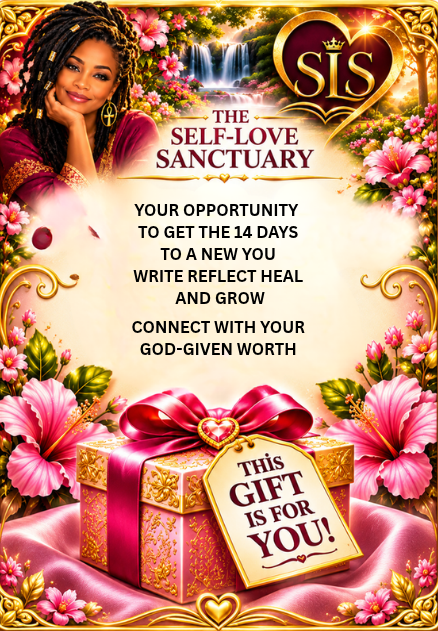 SIS
THE
SELF-LOVE
SANCTUARY
YOUR OPPORTUNITY
TO GET THE 14 DAYS
TO A NEW YOU
WRITE REFLECT HEAL
AND GROW
CONNECT WITH YOUR
GOD-GIVEN WORTH
THiS
GIFT
IS FOR
YOU!